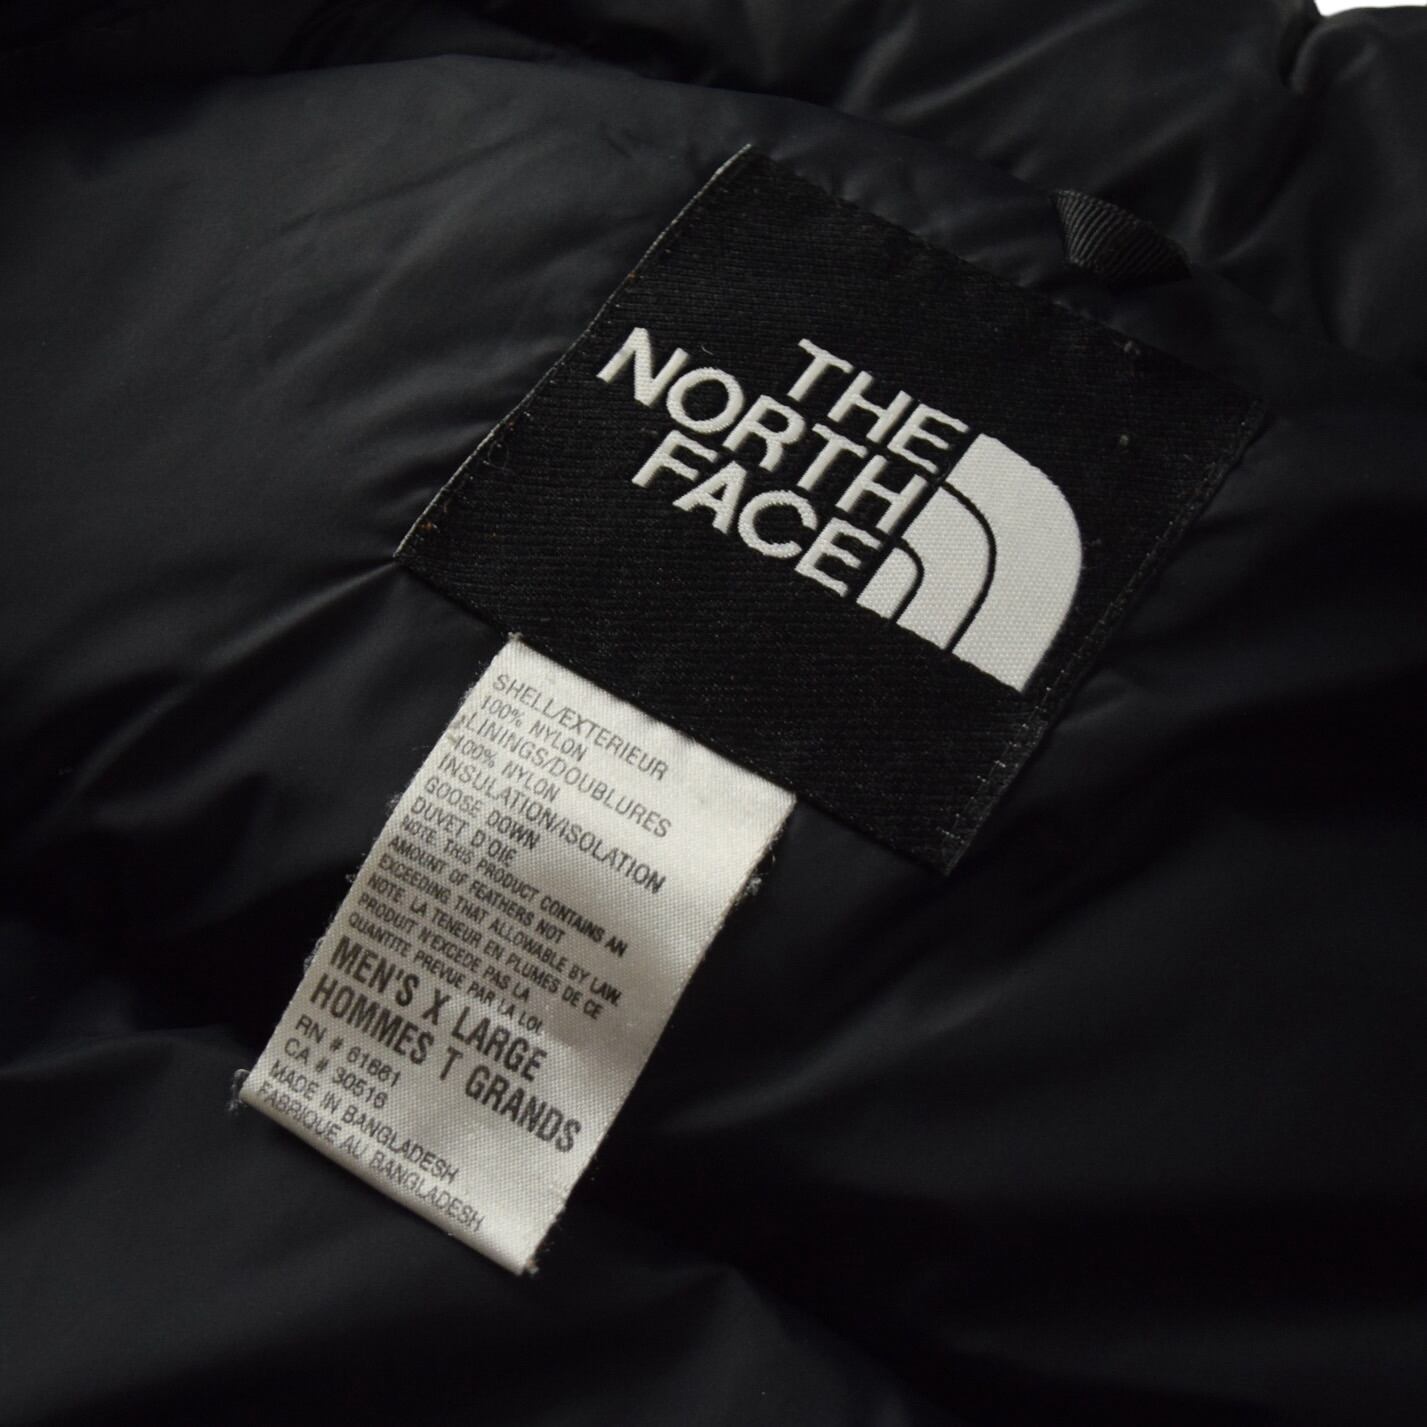 THE
NORTH
FACE
SHELL/EXTERIEUR
100% NYLON
LININGS/DOUBLURES
100% NYLON
INSULATION/ISOLATION
GOOSE DOWN
DUVET D'OIE
NOTE THIS PRODUCT CONTAINS AN
AMOUNT OF FEATHERS NOT
EXCEEDING THAT ALLOWABLE BY LAW.
NOTE LA TENEUR EN PLUMES DE CE
PRODUIT N'EXCEDE PAS LA
QUANTITE PREVUE PAR LA LOI.
MEN'S X LARGE
HOMMES T GRANDS
RN # 61661
CA # 30516
MADE IN BANGLADESH
FABRIQUE AU BANGLADESH